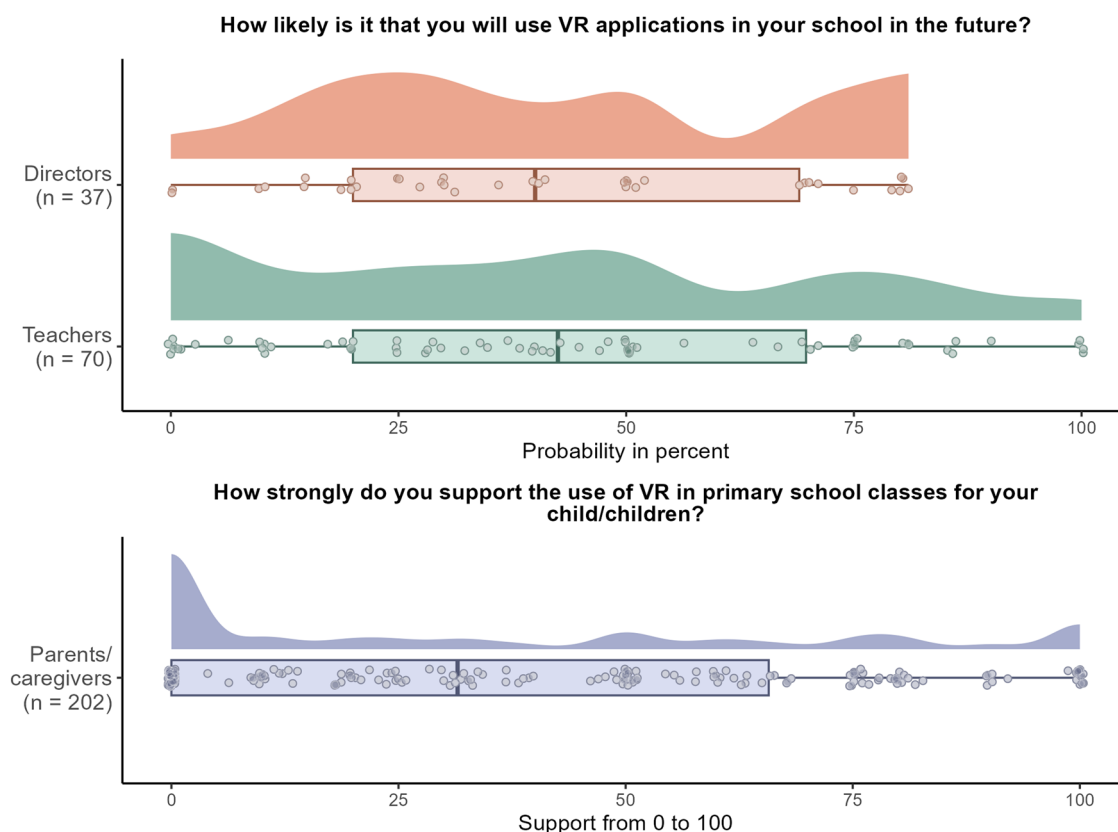 How likely is it that you will use VR applications in your school in the future?
Directors
(n = 37)
Teachers
(n = 70)
0 25 50 75 100
Probability in percent
How strongly do you support the use of VR in primary school classes for your
child/children?
Parents/
caregivers
(n = 202)
0 25 50 75 100
Support from 0 to 100